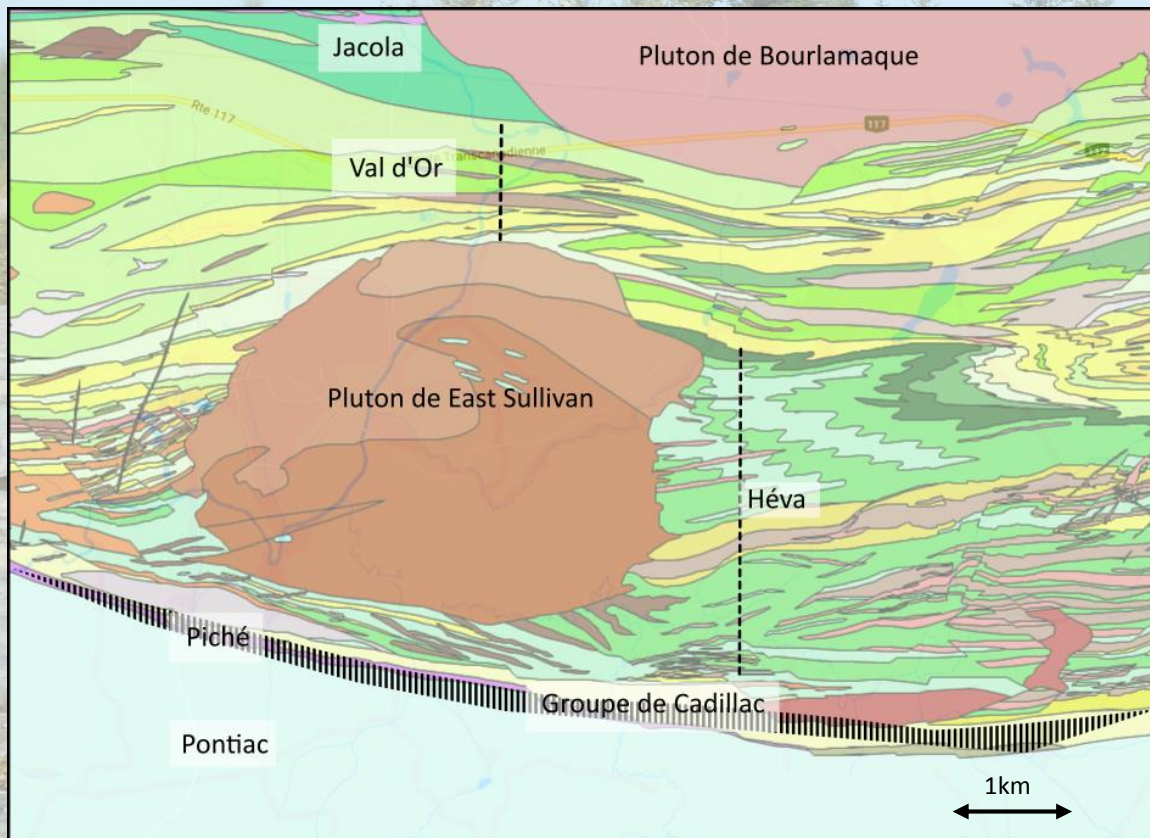 Jacola
Pluton de Bourlamaque
Rte 117
117
Transcanadienne
Val d'Or
Pluton de East Sullivan
Héva
Piché
Groupe de Cadillac
Pontiac
1km